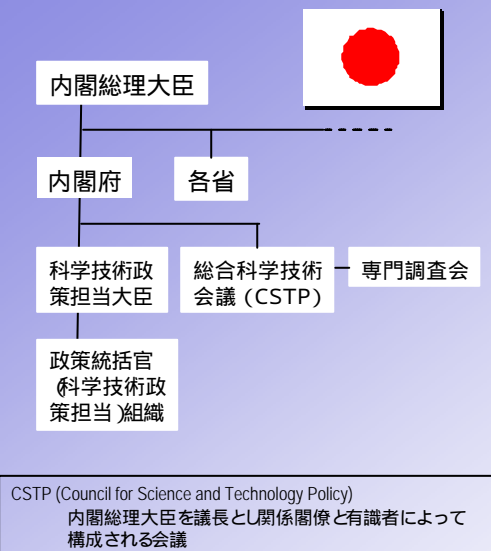 内閣総理大臣
内閣府
各省
科学技術政
策担当大臣
総合科学技術
会議 (CSTP)
専門調査会
政策統括官
(科学技術政
策担当)組織
CSTP (Council for Science and Technology Policy)
内閣総理大臣を議長とし関係閣僚と有識者によって
構成される会議